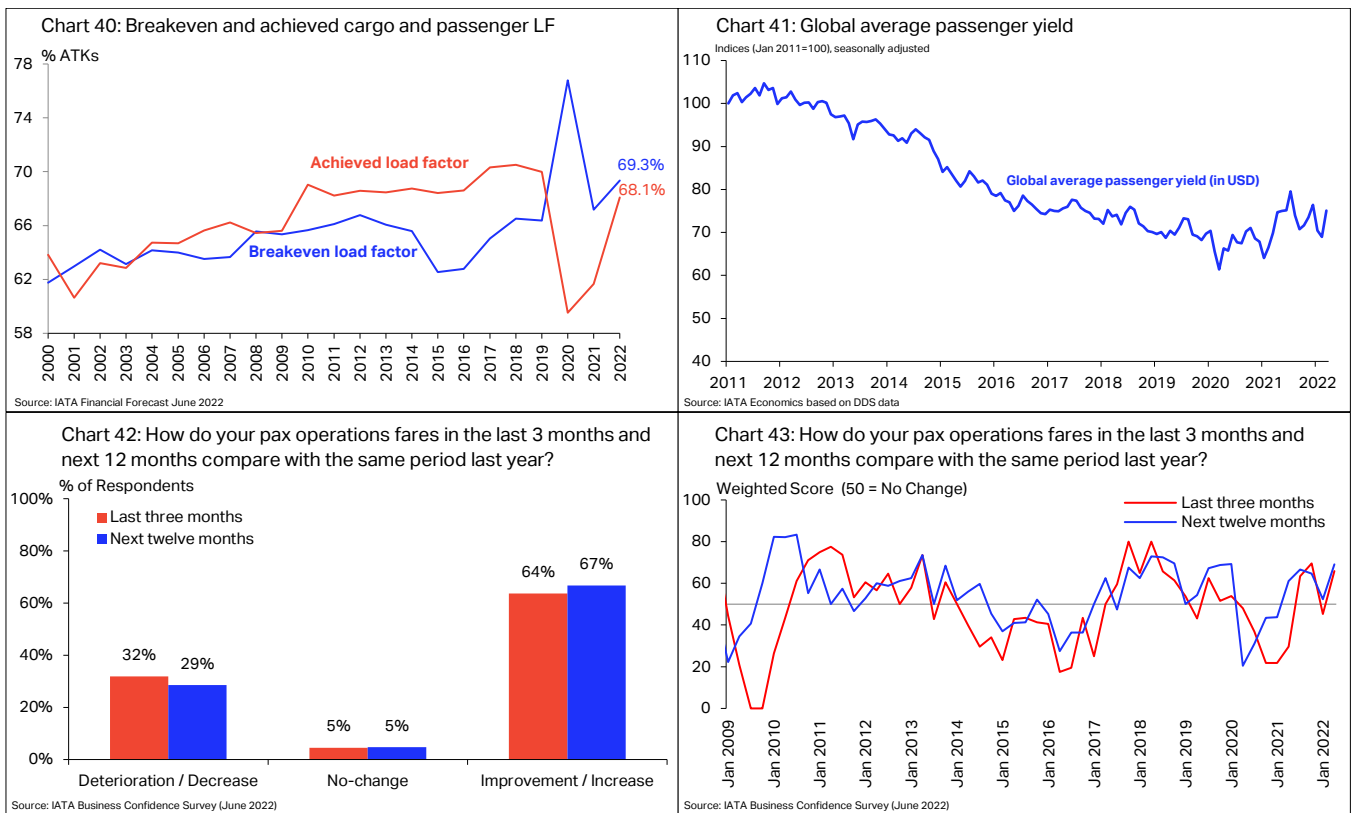 Chart 40: Breakeven and achieved cargo and passenger LF
% ATKs
78
74
70
66
62
58
Achieved load factor
Breakeven load factor
69.3%
68.1%
2000
2001
2002
2003
2004
2005
2006
2007
2008
2009
2010
2011
2012
2013
2014
2015
2016
2017
2018
2019
2020
2021
2022
Source: IATA Financial Forecast June 2022
Chart 41: Global average passenger yield
Indices (Jan 2011=100), seasonally adjusted
110
100
90
80
70
60
50
40
Global average passenger yield (in USD)
2011 2012 2013 2014 2015 2016 2017 2018 2019 2020 2021 2022
Source: IATA Economics based on DDS data
Chart 42: How do your pax operations fares in the last 3 months and
next 12 months compare with the same period last year?
% of Respondents
100%
80%
60%
40%
20%
0%
Last three months
Next twelve months
32%
29%
5%
5%
64%
67%
Deterioration / Decrease
No-change
Improvement / Increase
Source: IATA Business Confidence Survey (June 2022)
Chart 43: How do your pax operations fares in the last 3 months and
next 12 months compare with the same period last year?
Weighted Score (50 = No Change)
100
80
60
40
20
0
Last three months
Next twelve months
Jan 2009
Jan 2010
Jan 2011
Jan 2012
Jan 2013
Jan 2014
Jan 2015
Jan 2016
Jan 2017
Jan 2018
Jan 2019
Jan 2020
Jan 2021
Jan 2022
Source: IATA Business Confidence Survey (June 2022)